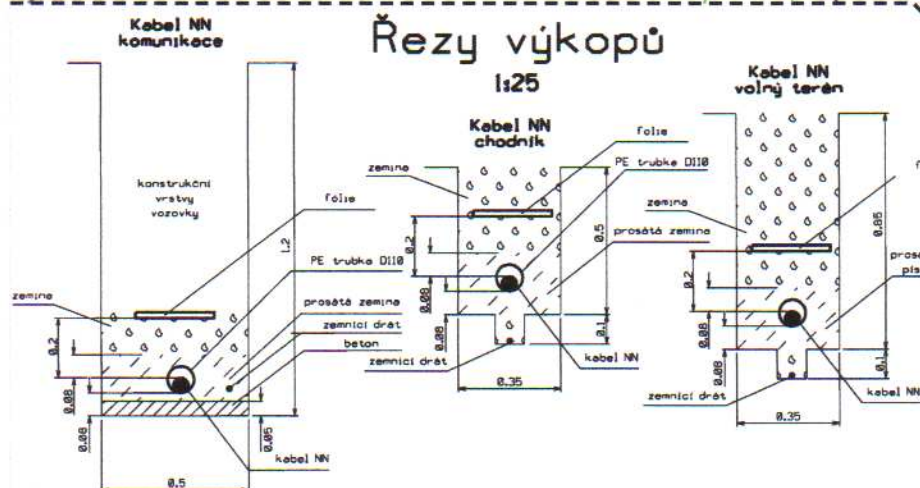 Řezy výkopů
1:25
Kabel NN
komunikace
konstrukční
vrstvy
vozovky
folie
PE trubka D110
zemina
prosátá zemina
zemnící drát
beton
kabel NN
1.2
0.2
0.08
0.08
0.05
0.5
Kabel NN
chodník
folie
zemina
PE trubka D110
prosátá zemina
0.2
0.08
0.08
0.5
0.1
zemnící drát
kabel NN
0.35
Kabel NN
volný terén
zemina
0.85
0.2
0.08
0.08
0.1
zemnící drát
kabel NN
0.35